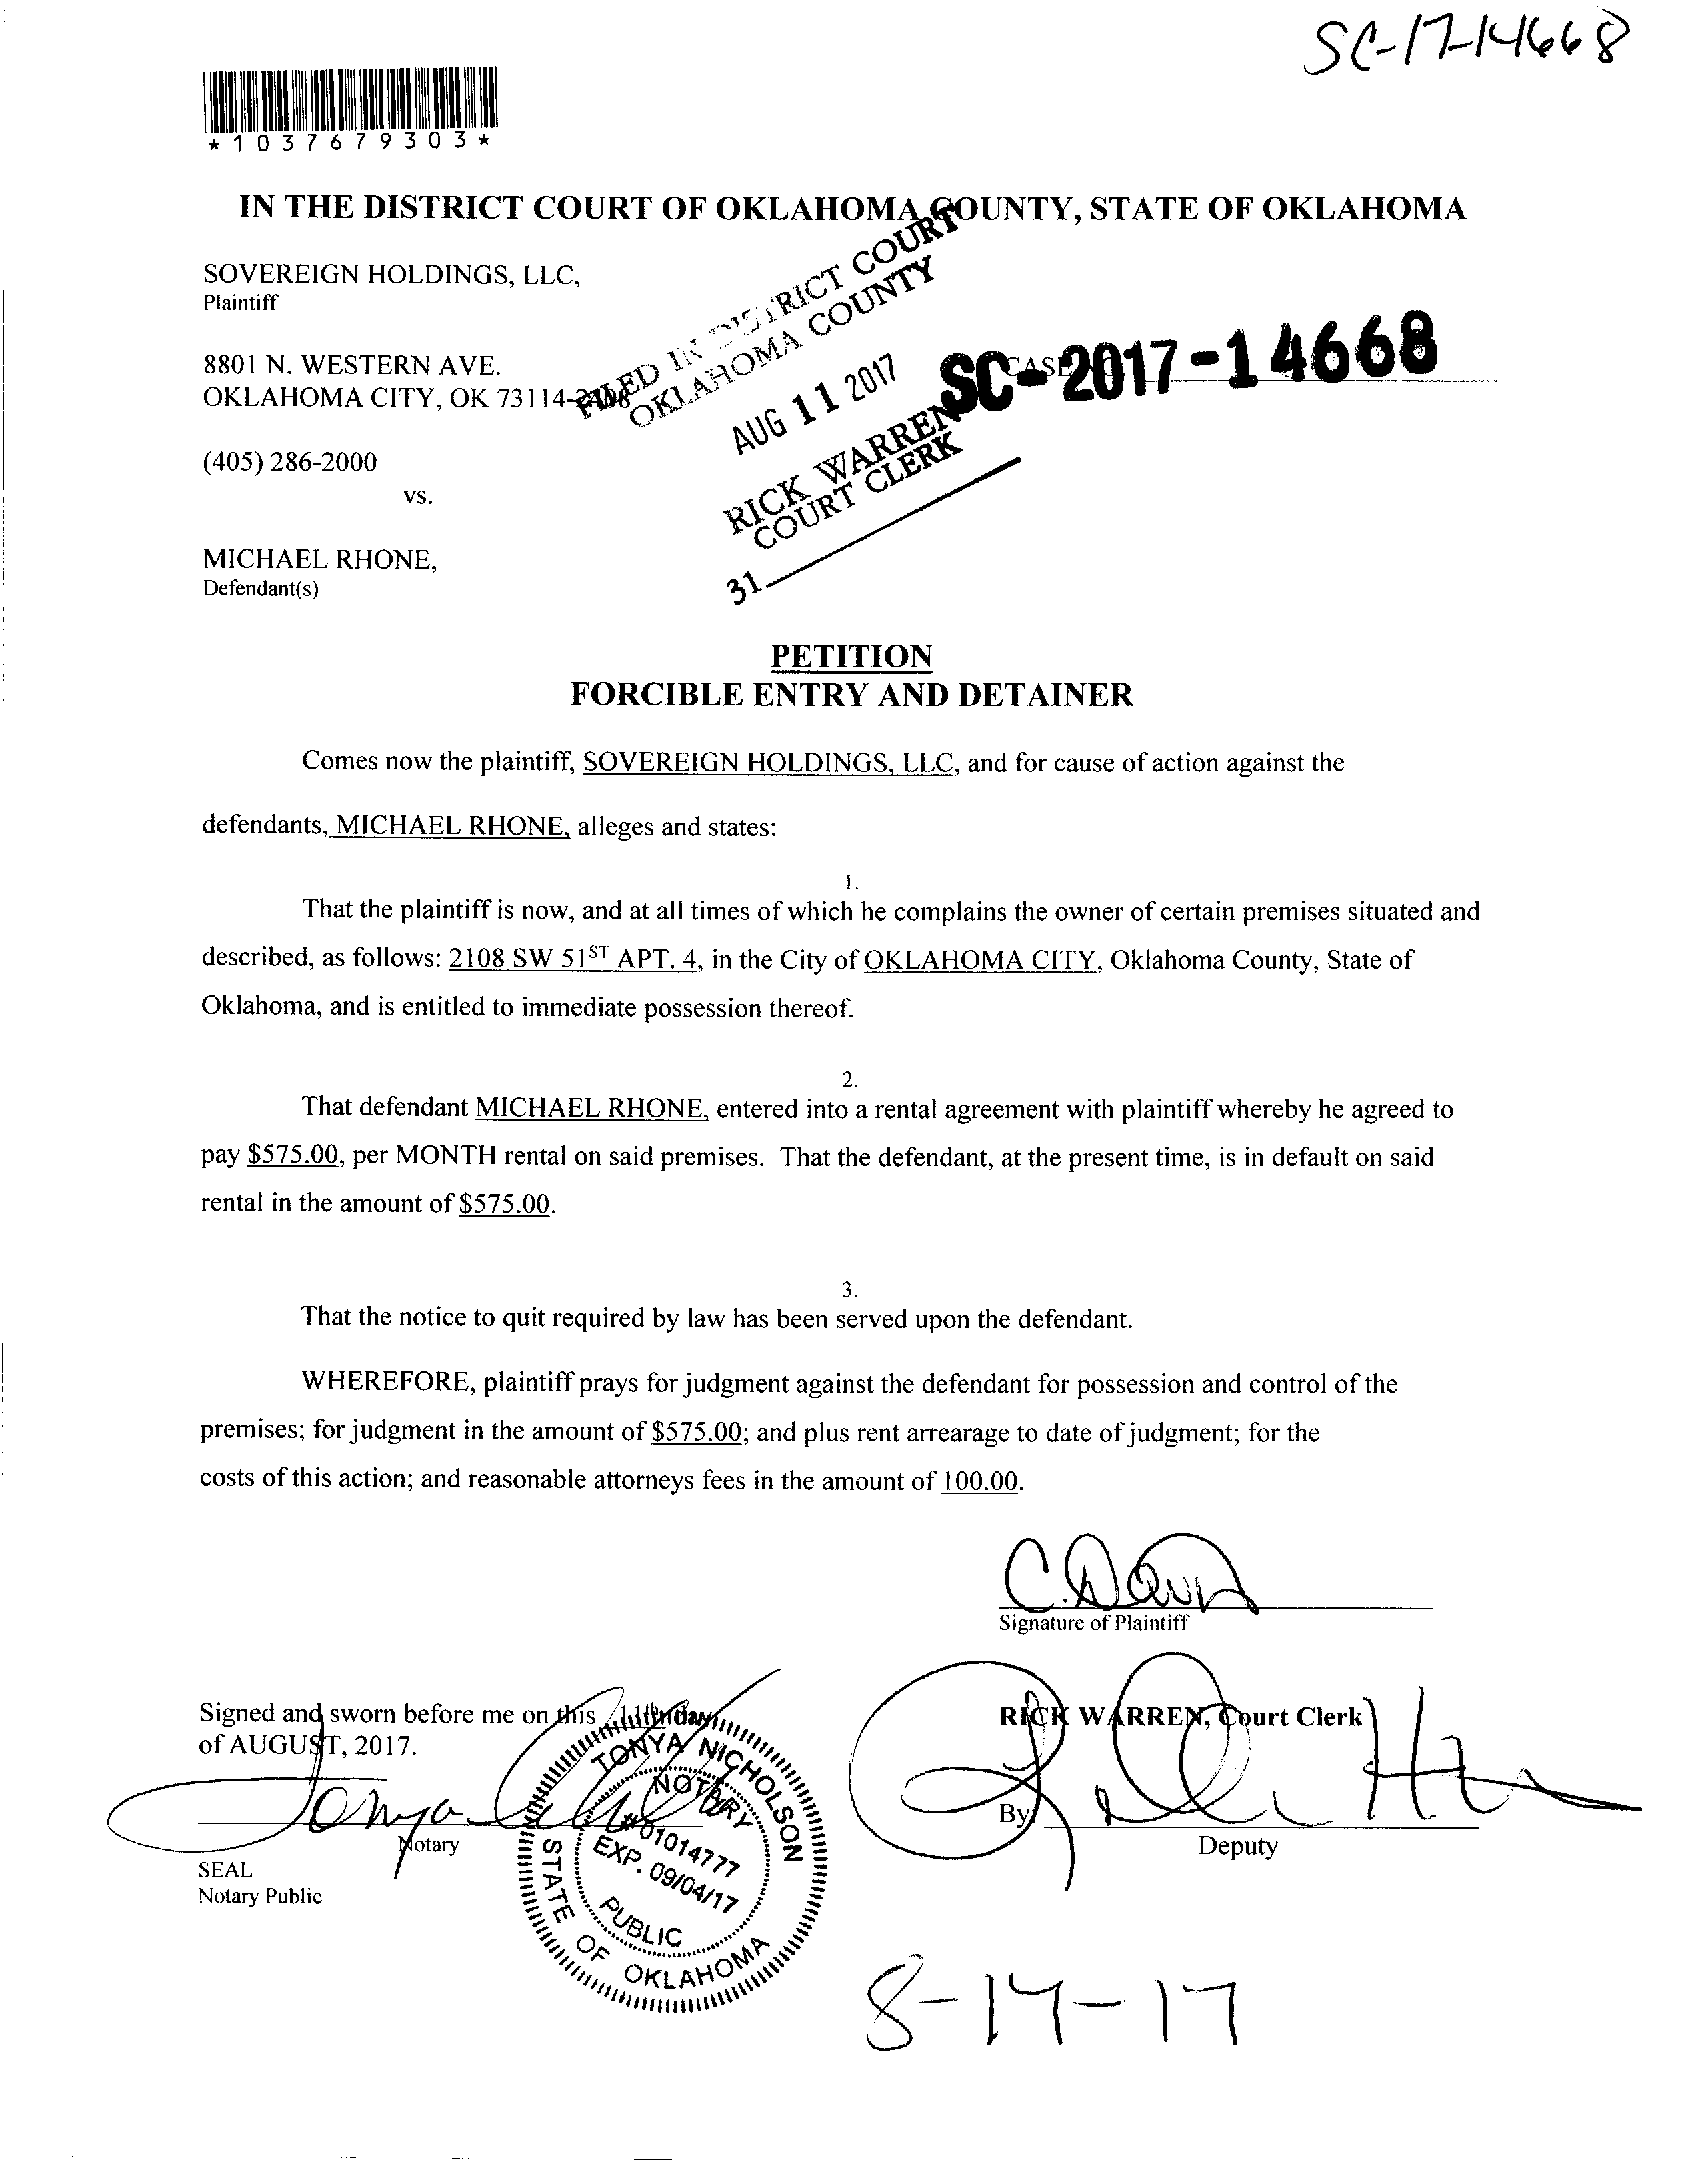 SC-17-14668
*1037679303*
IN THE DISTRICT COURT OF OKLAHOMA COUNTY, STATE OF OKLAHOMA
SOVEREIGN HOLDINGS, LLC,
Plaintiff
8801 N. WESTERN AVE.
OKLAHOMA CITY, OK 73114-
(405) 286-2000
vs.
MICHAEL RHONE,
Defendant(s)
FILED IN DISTRICT COURT
OKLAHOMA COUNTY
AUG 11 2017
RICK WARREN
COURT CLERK
31
CASE
SC-2017-14668
PETITION
FORCIBLE ENTRY AND DETAINER
Comes now the plaintiff, SOVEREIGN HOLDINGS, LLC, and for cause of action against the
defendants, MICHAEL RHONE, alleges and states:
1.
That the plaintiff is now, and at all times of which he complains the owner of certain premises situated and
described, as follows: 2108 SW 51ST APT. 4, in the City of OKLAHOMA CITY, Oklahoma County, State of
Oklahoma, and is entitled to immediate possession thereof.
2.
That defendant MICHAEL RHONE, entered into a rental agreement with plaintiff whereby he agreed to
pay $575.00, per MONTH rental on said premises. That the defendant, at the present time, is in default on said
rental in the amount of $575.00.
3.
That the notice to quit required by law has been served upon the defendant.
WHEREFORE, plaintiff prays for judgment against the defendant for possession and control of the
premises; for judgment in the amount of $575.00; and plus rent arrearage to date of judgment; for the
costs of this action; and reasonable attorneys fees in the amount of 100.00.
C. Davis
Signature of Plaintiff
Signed and sworn before me on this day
of AUGUST, 2017.
Tonya
Notary
SEAL
Notary Public
TONYA NICHOLSON
NOTARY
# 01014777
EXP. 09/04/17
PUBLIC
STATE OF OKLAHOMA
RICK WARREN, Court Clerk
By
Deputy
8-14-17